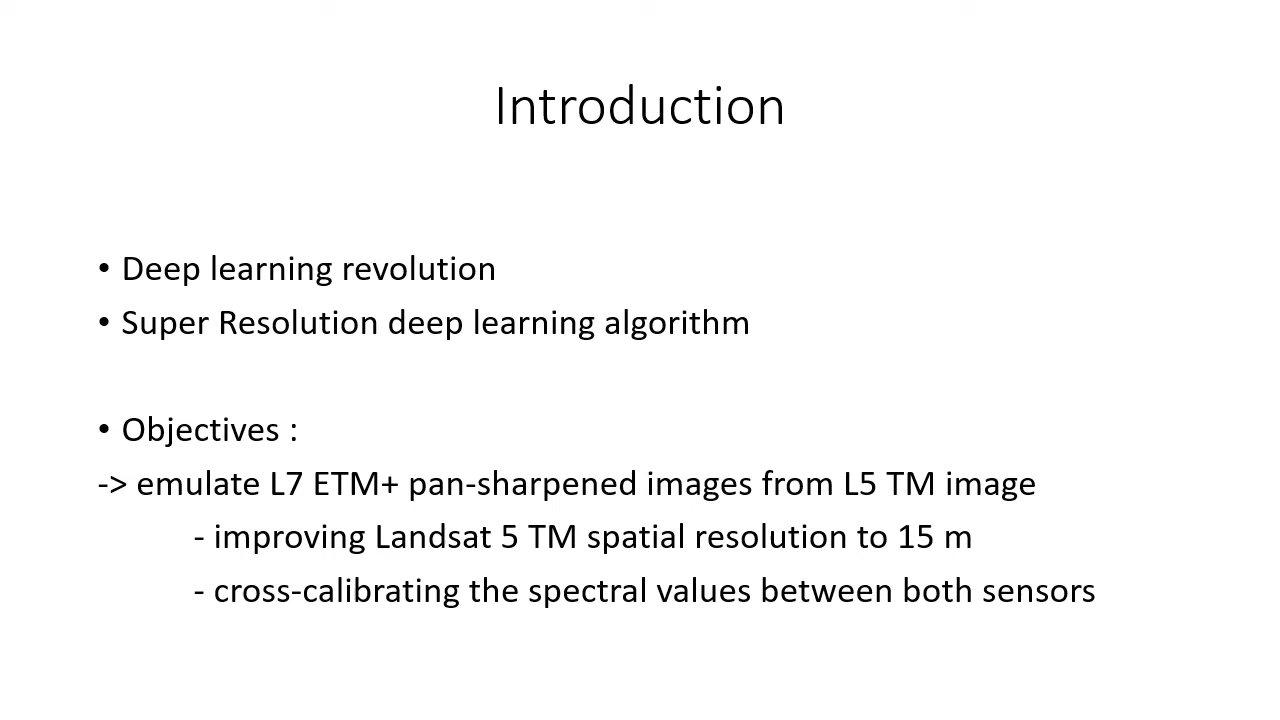 Introduction
• Deep learning revolution
• Super Resolution deep learning algorithm
• Objectives :
-> emulate L7 ETM+ pan-sharpened images from L5 TM image
- improving Landsat 5 TM spatial resolution to 15 m
- cross-calibrating the spectral values between both sensors